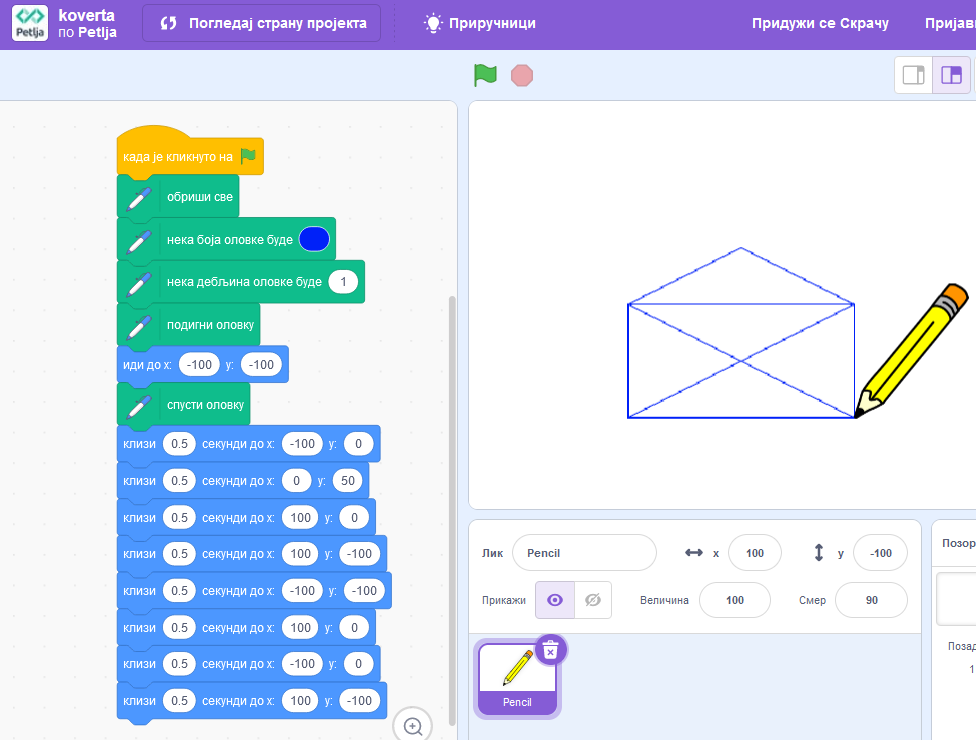 Petlja
koverta
по Petlja
Погледај страну пројекта
Приручници
Придружи се Скрачу
када је кликнуто на
обриши све
нека боја оловке буде
нека дебљина оловке буде 1
подигни оловку
иди до x: -100 y: -100
спусти оловку
клизи 0.5 секунди до x: -100 y: 0
клизи 0.5 секунди до x: 0 y: 50
клизи 0.5 секунди до x: 100 y: 0
клизи 0.5 секунди до x: 100 y: -100
клизи 0.5 секунди до x: -100 y: -100
клизи 0.5 секунди до x: 100 y: 0
клизи 0.5 секунди до x: -100 y: 0
клизи 0.5 секунди до x: 100 y: -100
Лик Pencil x 100 y -100
Прикажи Величина 100 Смер 90
Pencil
Позор
Позад
1